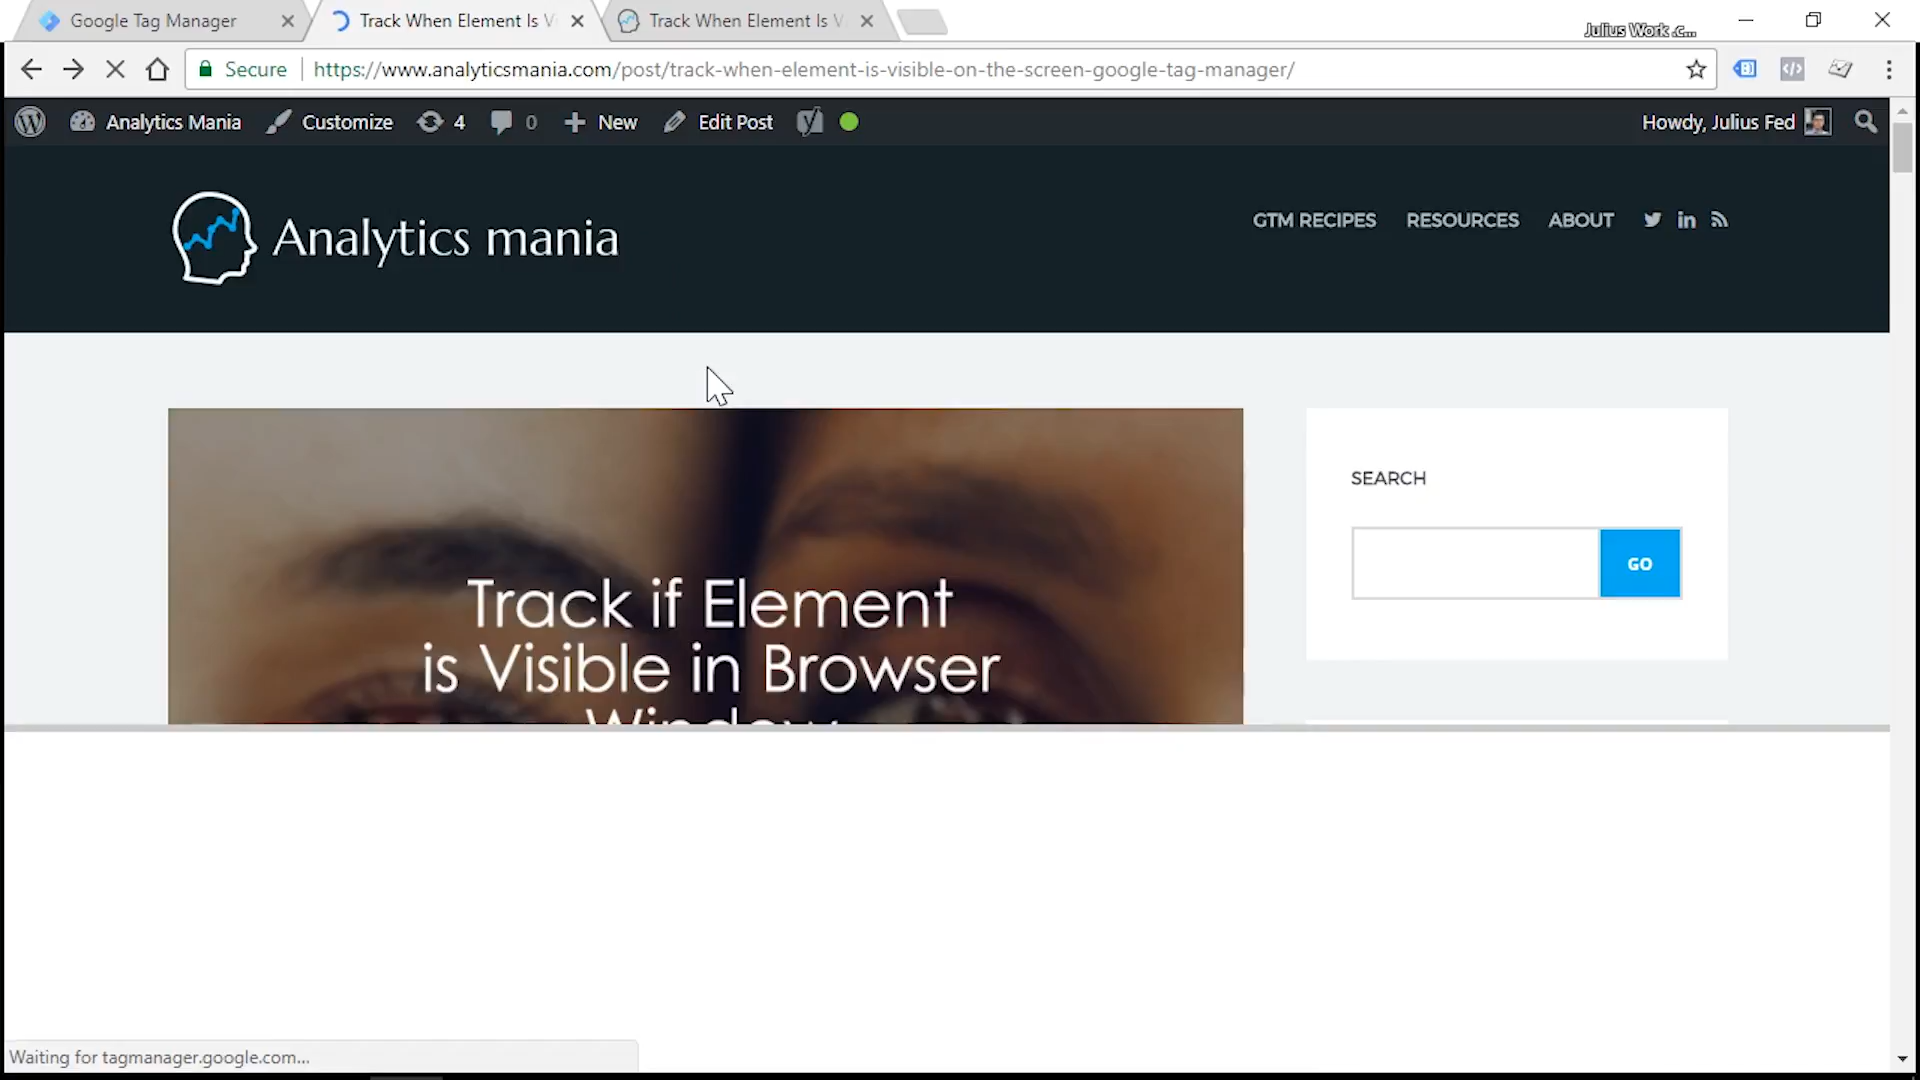 Google Tag Manager
Track When Element Is V
Track When Element Is V
Julius Work .c...
Secure
https://www.analyticsmania.com/post/track-when-element-is-visible-on-the-screen-google-tag-manager/
Analytics Mania
Customize
4
0
New
Edit Post
Howdy, Julius Fed
Analytics mania
GTM RECIPES
RESOURCES
ABOUT
Track if Element
is Visible in Browser
Window
SEARCH
GO
Waiting for tagmanager.google.com...